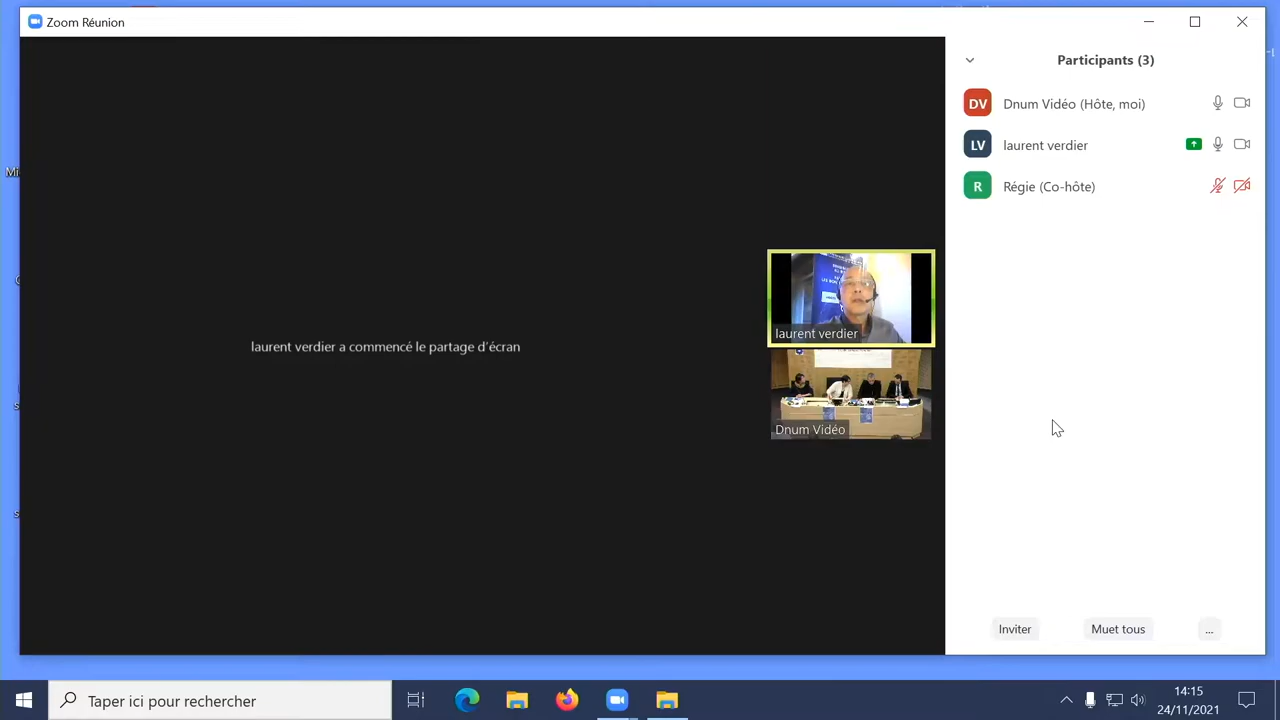 Zoom Réunion
Participants (3)
DV Dnum Vidéo (Hôte, moi)
LV laurent verdier
R Régie (Co-hôte)
laurent verdier a commencé le partage d'écran
laurent verdier
Dnum Vidéo
Inviter Muet tous ...
Taper ici pour rechercher
14:15
24/11/2021